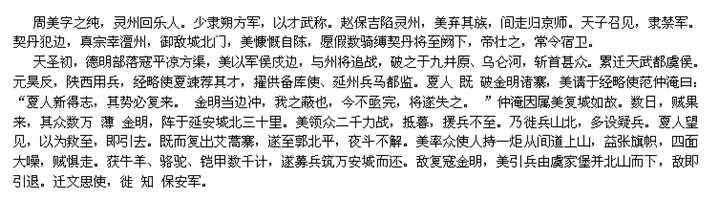 周美字之纯，灵州回乐人。少隶朔方军，以才武称。赵保吉陷灵州，美弃其族，间走归京师。天子召见，隶禁军。
契丹犯边，真宗幸澶州，御敌城北门，美慷慨自陈，愿假数骑缚契丹将至阙下，帝壮之，常令宿卫。
天圣初，德明部落寇平凉方渠，美以军侯戍边，与州将追战，破之于九井原、乌仑河，斩首甚众。累迁天武都虞侯。
元昊反，陕西用兵，经略使夏竦荐其才，擢供备库使、延州兵马都监。夏人 既 破金明诸寨，美请于经略使范仲淹曰：
“夏人新得志，其势必复来。 金明当边冲，我之蔽也，今不亟完，将遂失之。 ”仲淹因属美复城如故。数日，贼果
来，其众数万 薄 金明，阵于延安城北三十里。美领众二千力战，抵暮，援兵不至。乃徙兵山北，多设疑兵。夏人望
见，以为救至，即引去。既而复出艾蒿寨，遂至郭北平，夜斗不解。美率众使人持一炬从间道上山，益张旗帜，四面
大噪，贼惧走。获牛羊、骆驼、铠甲数千计，遂募兵筑万安城而还。敌复寇金明，美引兵由虞家堡并北山而下，敌即
引退。迁文思使，徙 知 保安军。